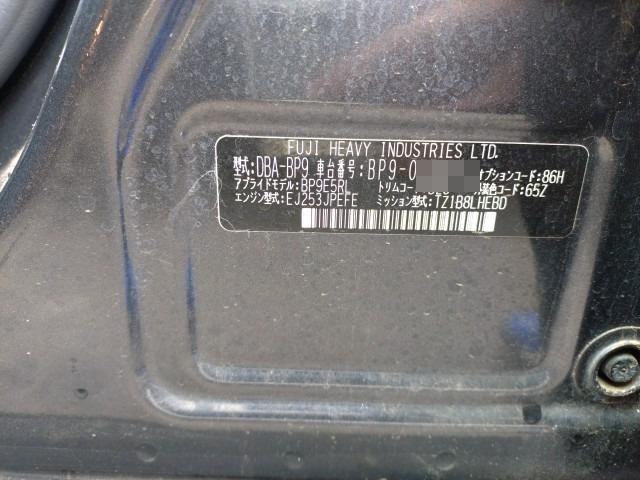 FUJI HEAVY INDUSTRIES LTD.
型式:DBA-BP9 車台番号:BP9-0 オプションコード:86H
アプライドモデル:BP9E5RL トリムコー 色コード:65Z
エンジン型式:EJ253JPEFE ミッション型式:TZ1B8LHEBD